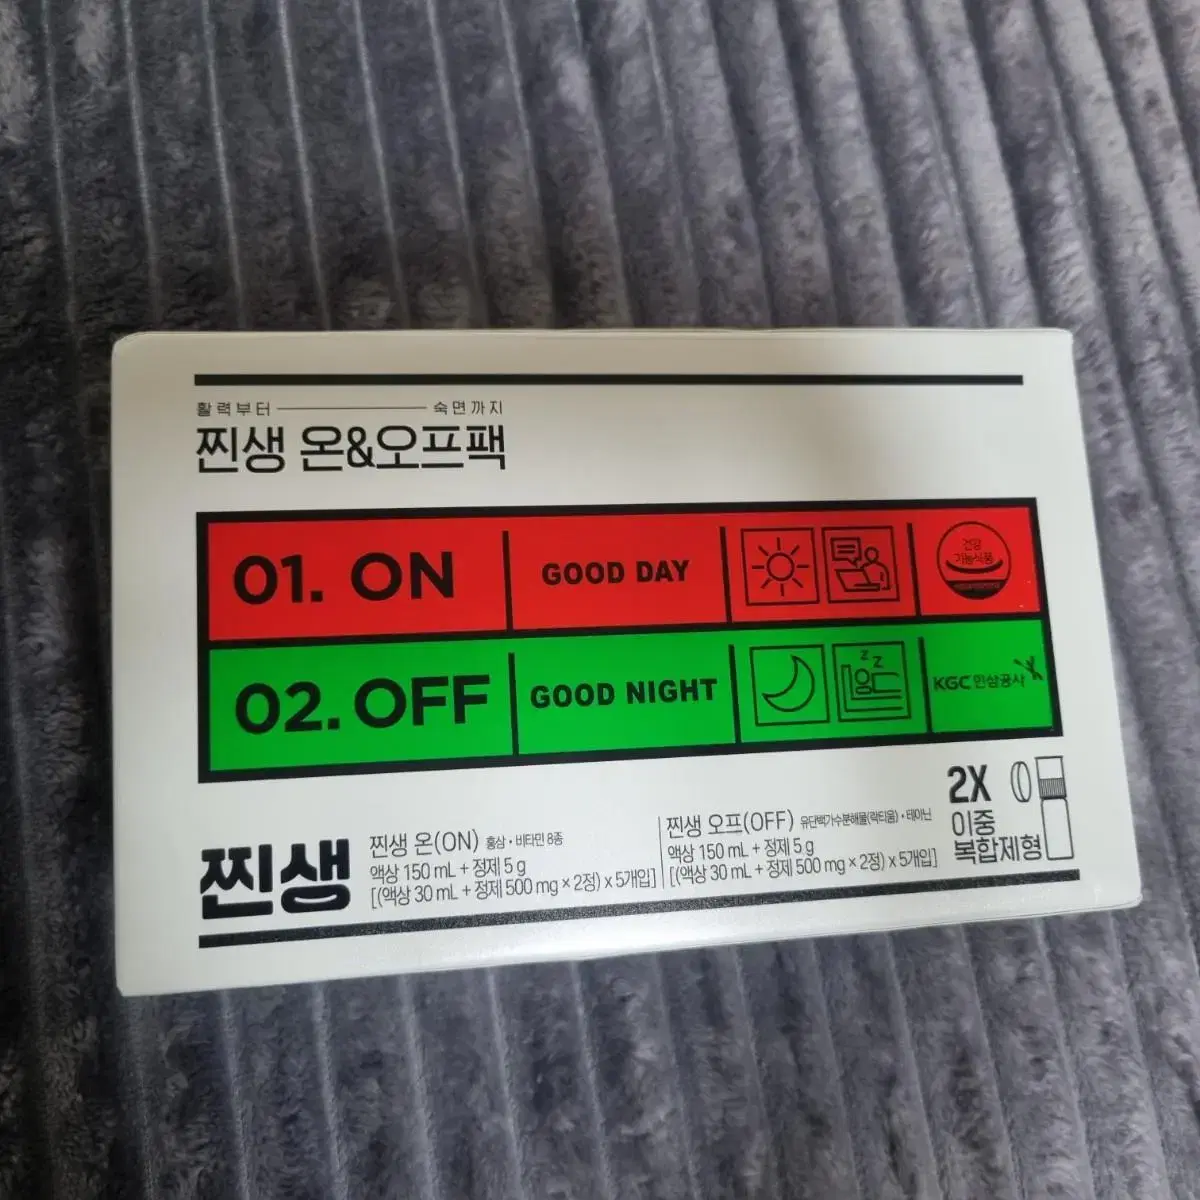 활력부터 숙면까지
찐생 온&오프팩
01. ON
GOOD DAY
건강
기능식품
02. OFF
GOOD NIGHT
z z
KGC 인삼공사
찐생
찐생 온(ON) 홍삼・비타민 8종
액상 150 mL + 정제 5 g
[(액상 30 mL + 정제 500 mg × 2정) x 5개입]
찐생 오프(OFF) 유단백가수분해물(락티움)・테아닌
액상 150 mL + 정제 5 g
[(액상 30 mL + 정제 500 mg × 2정) x 5개입]
2X
이중
복합제형